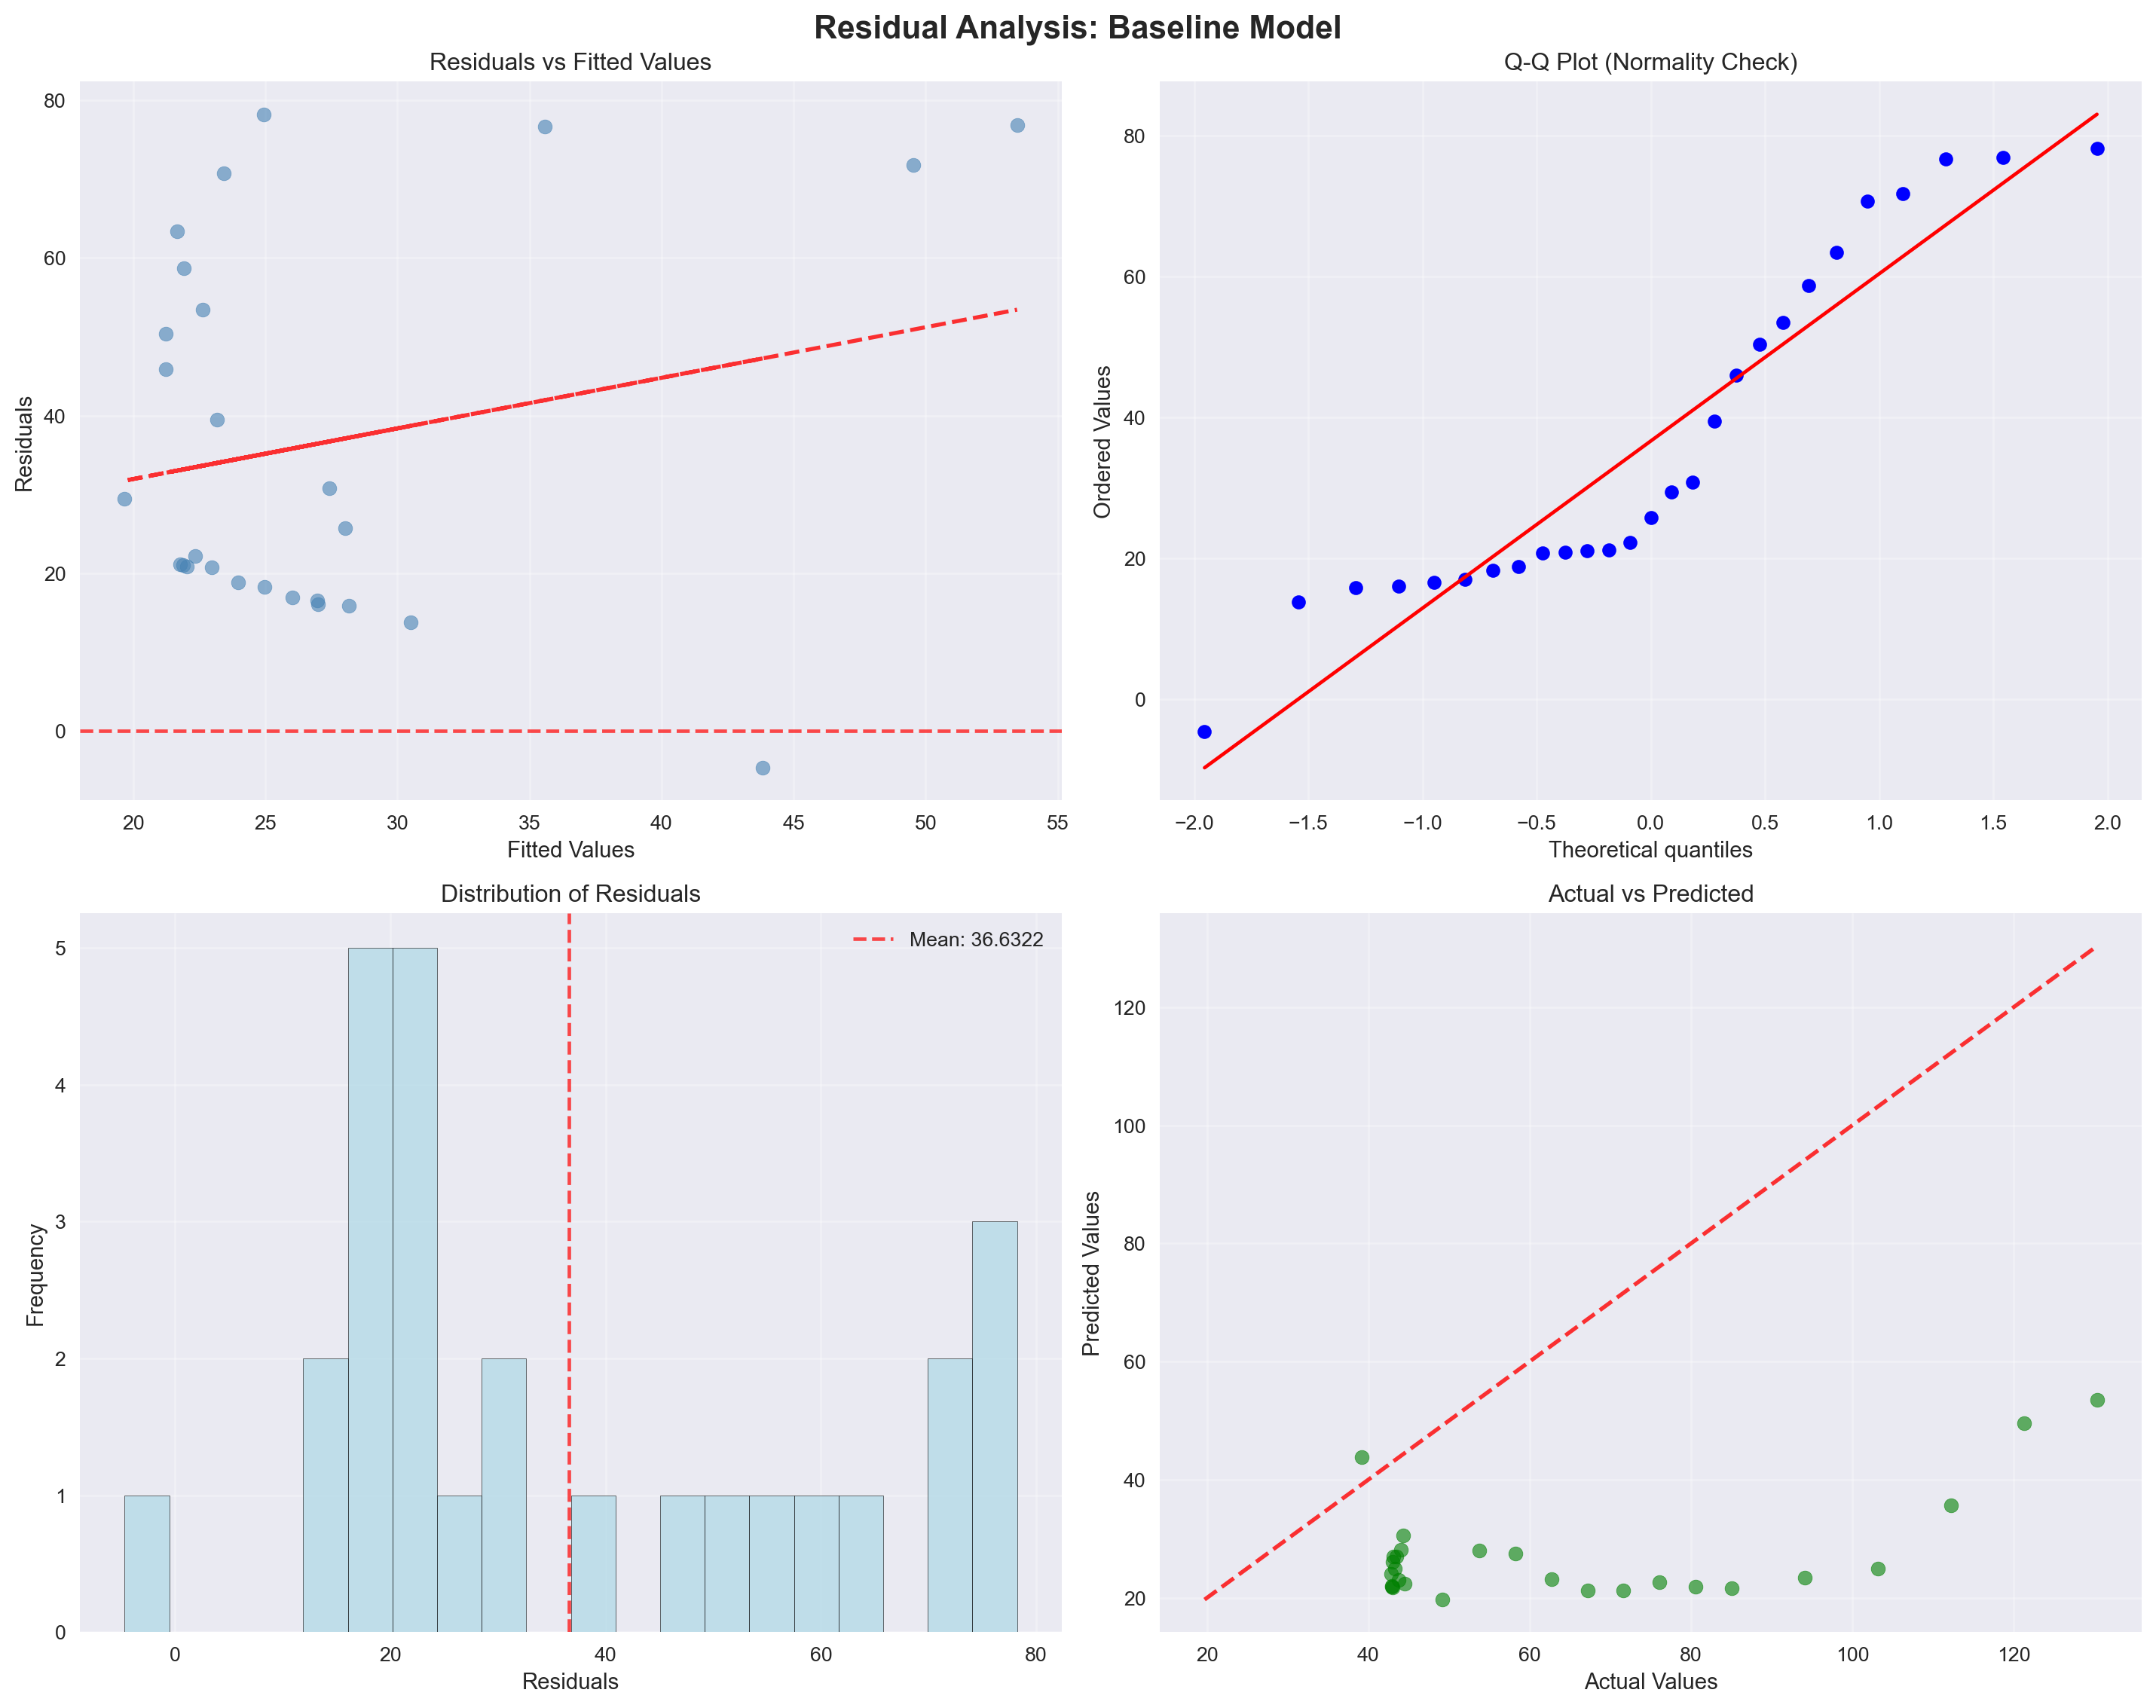 Residual Analysis: Baseline Model
Residuals vs Fitted Values
80
60
40
20
0
Residuals
20 25 30 35 40 45 50 55
Fitted Values
Q-Q Plot (Normality Check)
80
60
40
20
0
Ordered Values
−2.0 −1.5 −1.0 −0.5 0.0 0.5 1.0 1.5 2.0
Theoretical quantiles
Distribution of Residuals
Mean: 36.6322
5
4
3
2
1
0
Frequency
0 20 40 60 80
Residuals
Actual vs Predicted
120
100
80
60
40
20
Predicted Values
20 40 60 80 100 120
Actual Values